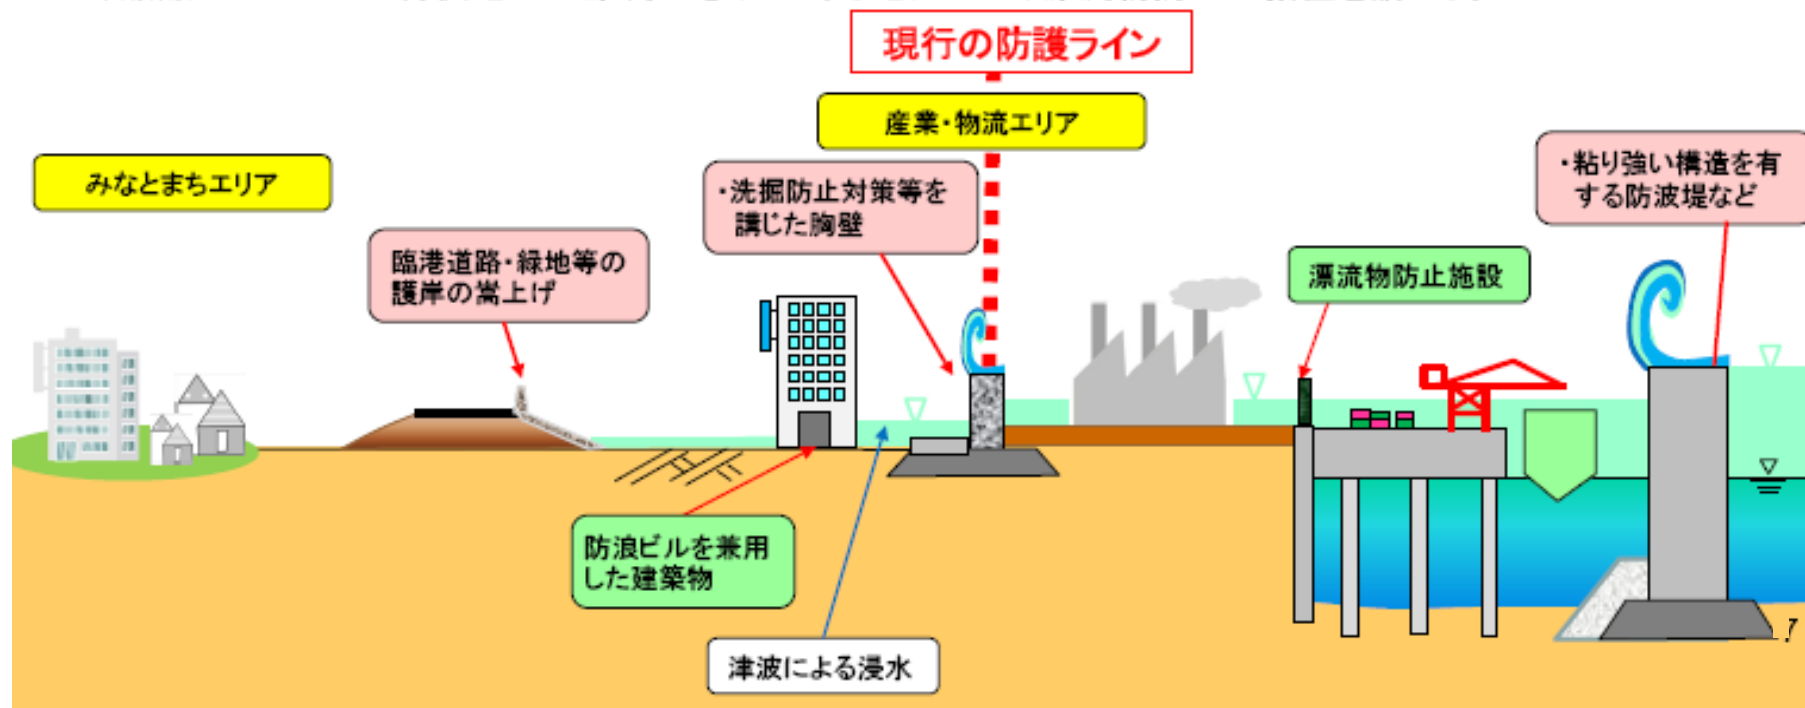 現行の防護ライン
産業・物流エリア
みなとまちエリア
・粘り強い構造を有
する防波堤など
・洗掘防止対策等を
講じた胸壁
臨港道路・緑地等の
護岸の嵩上げ
漂流物防止施設
防浪ビルを兼用
した建築物
津波による浸水
7